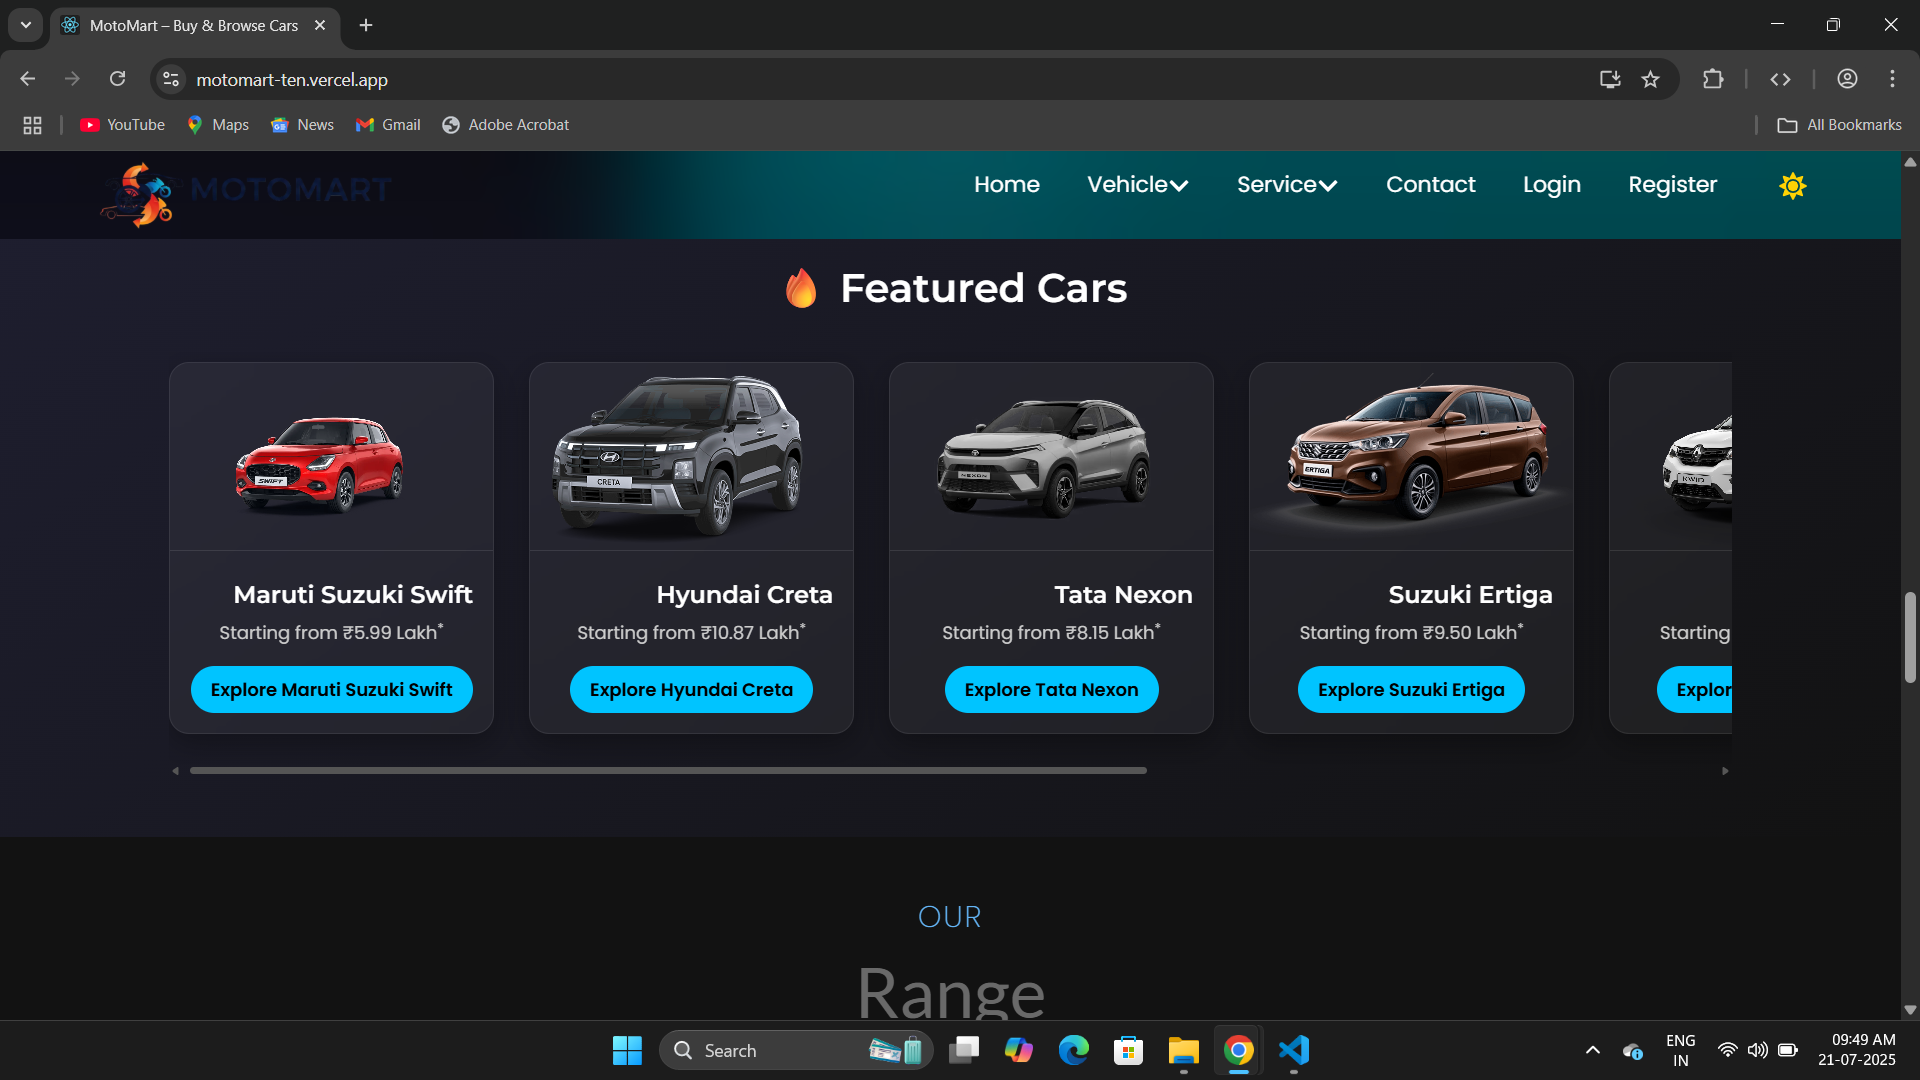 MotoMart – Buy & Browse Cars
motomart-ten.vercel.app
YouTube Maps News Gmail Adobe Acrobat All Bookmarks
MOTOMART Home Vehicle Service Contact Login Register
Featured Cars
SWIFT
CRETA
NEXON
ERTIGA
KWID
Maruti Suzuki Swift
Starting from ₹5.99 Lakh*
Explore Maruti Suzuki Swift
Hyundai Creta
Starting from ₹10.87 Lakh*
Explore Hyundai Creta
Tata Nexon
Starting from ₹8.15 Lakh*
Explore Tata Nexon
Suzuki Ertiga
Starting from ₹9.50 Lakh*
Explore Suzuki Ertiga
Starting
Explor
OUR
Range
Search
ENG
IN
09:49 AM
21-07-2025